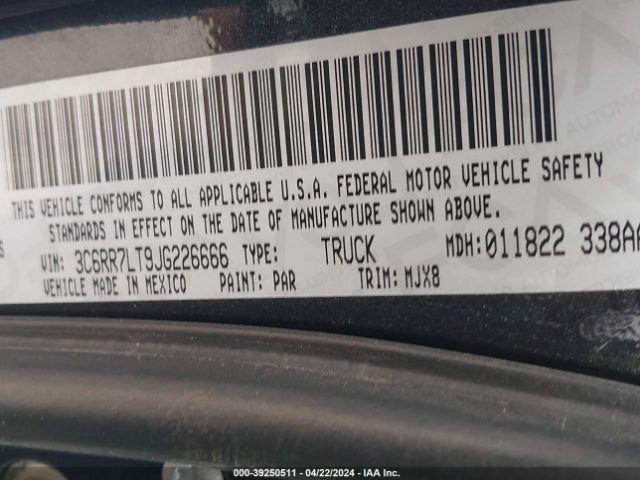 THIS VEHICLE CONFORMS TO ALL APPLICABLE U.S.A. FEDERAL MOTOR VEHICLE SAFETY
STANDARDS IN EFFECT ON THE DATE OF MANUFACTURE SHOWN ABOVE.
VIN: 3C6RR7LT9JG226666 TYPE: TRUCK MDH: 011822 338AA
VEHICLE MADE IN MEXICO PAINT: PAR TRIM: MJX8
000-39250511 - 04/22/2024 - IAA Inc.